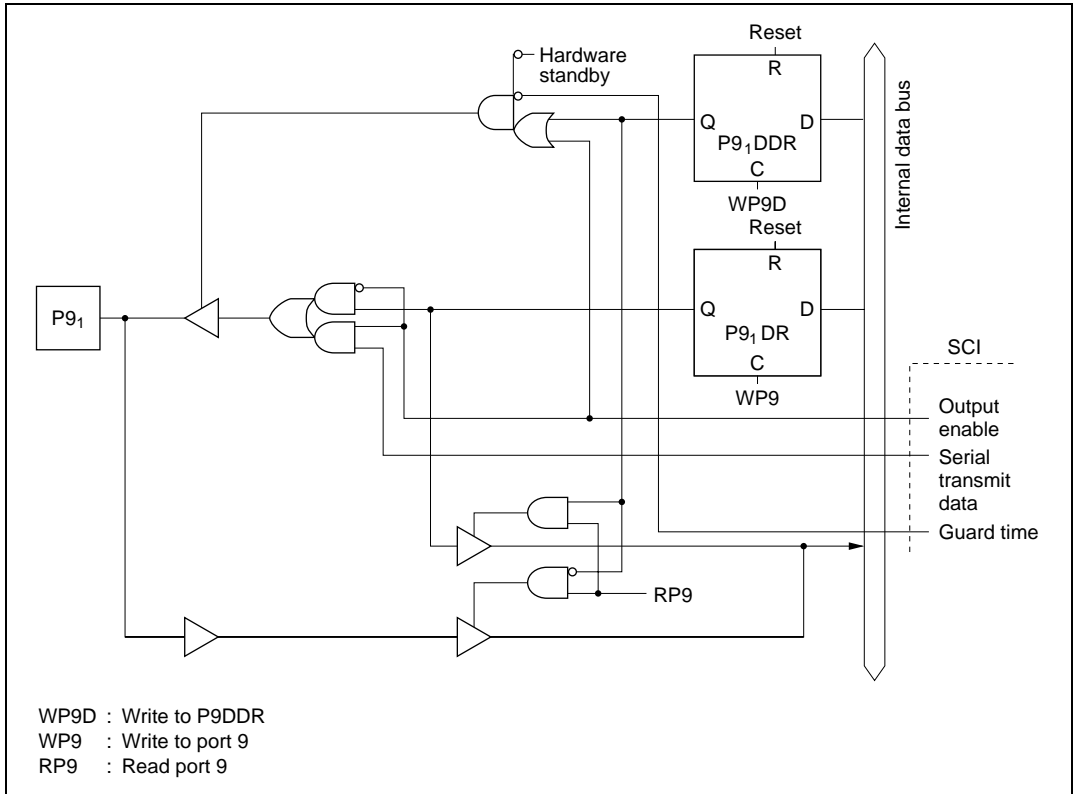 Reset
Hardware
standby
R
Q
D
P9₁DDR
C
WP9D
Internal data bus
Reset
R
P9₁
Q
D
P9₁DR
C
WP9
SCI
Output
enable
Serial
transmit
data
Guard time
RP9
WP9D : Write to P9DDR
WP9 : Write to port 9
RP9 : Read port 9